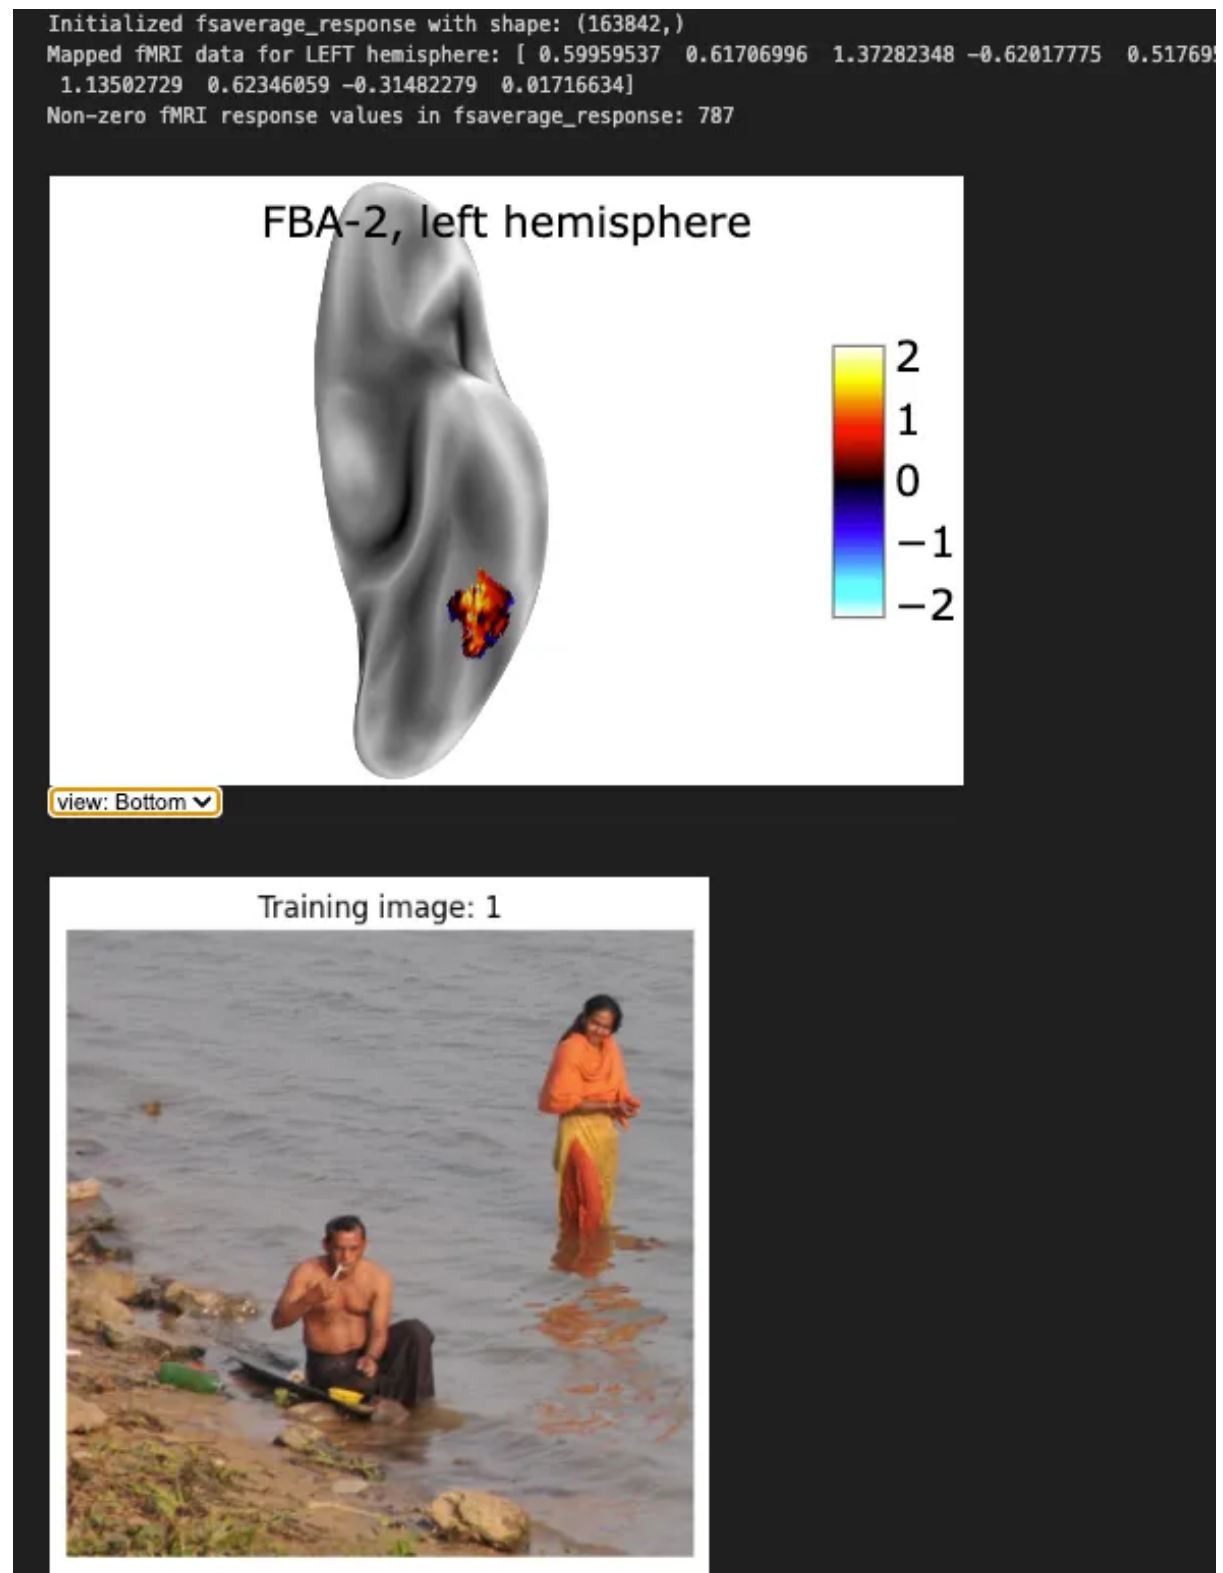 Initialized fsaverage_response with shape: (163842,)
Mapped fMRI data for LEFT hemisphere: [ 0.59959537 0.61706996 1.37282348 −0.62017775 0.51769
1.13502729 0.62346059 −0.31482279 0.01716634]
Non-zero fMRI response values in fsaverage_response: 787
FBA-2, left hemisphere
2
1
0
−1
−2
view: Bottom
Training image: 1